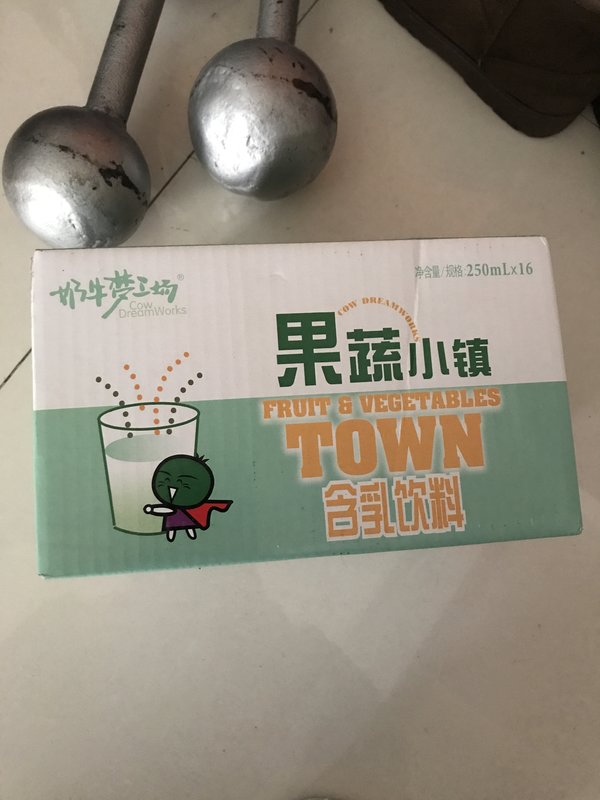 奶牛梦工场®
Cow
DreamWorks
净含量/规格:250mLx16
COW DREAMWORKS
果蔬小镇
FRUIT & VEGETABLES
TOWN
含乳饮料